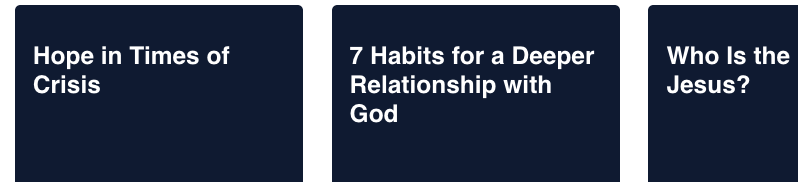 Hope in Times of
Crisis
7 Habits for a Deeper
Relationship with
God
Who Is the
Jesus?